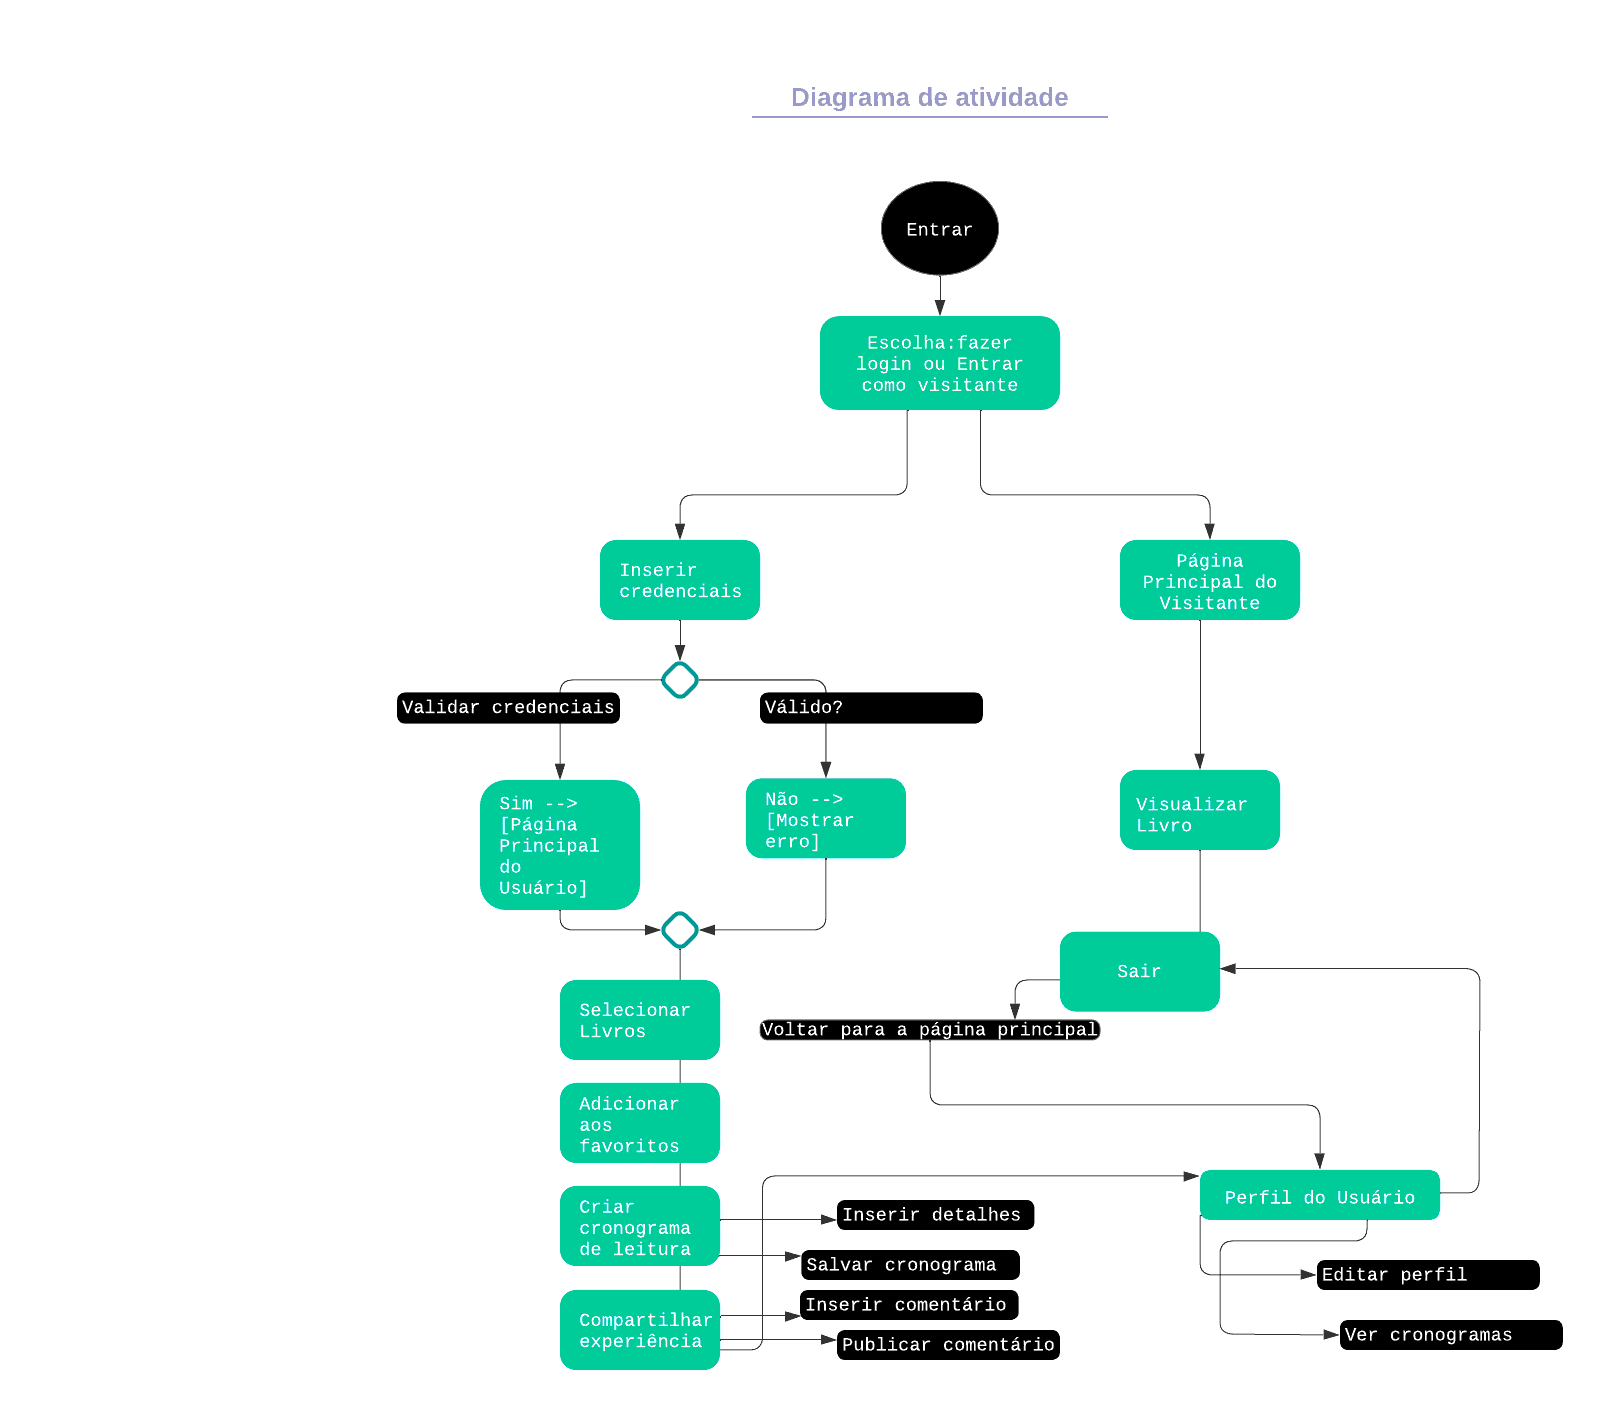 Diagrama de atividade
Entrar
Escolha:fazer
login ou Entrar
como visitante
Inserir
credenciais
Página
Principal do
Visitante
Validar credenciais
Válido?
Sim -->
[Página
Principal
do
Usuário]
Não -->
[Mostrar
erro]
Visualizar
Livro
Sair
Selecionar
Livros
Voltar para a página principal
Adicionar
aos
favoritos
Criar
cronograma
de leitura
Inserir detalhes
Perfil do Usuário
Salvar cronograma
Editar perfil
Inserir comentário
Compartilhar
experiência
Publicar comentário
Ver cronogramas